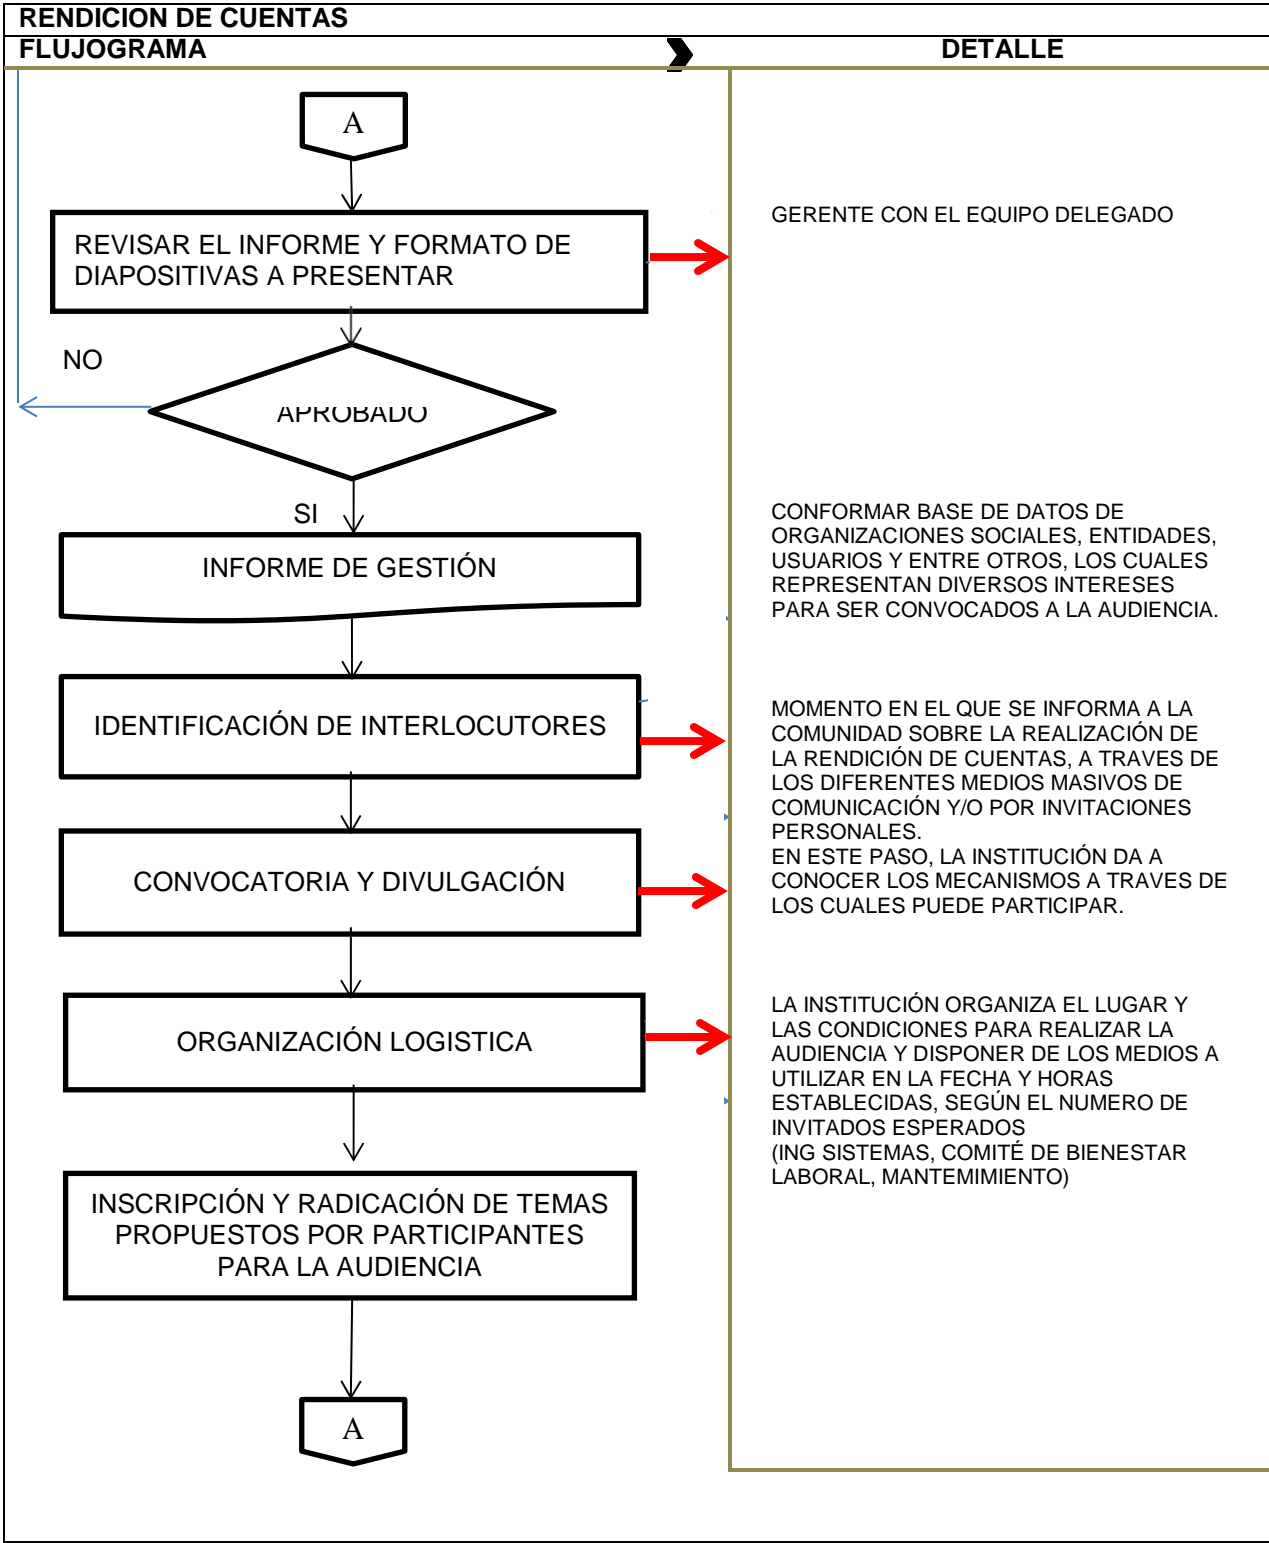 RENDICION DE CUENTAS
FLUJOGRAMA
DETALLE
A
REVISAR EL INFORME Y FORMATO DE
DIAPOSITIVAS A PRESENTAR
GERENTE CON EL EQUIPO DELEGADO
NO
APROBADO
SI
INFORME DE GESTIÓN
CONFORMAR BASE DE DATOS DE
ORGANIZACIONES SOCIALES, ENTIDADES,
USUARIOS Y ENTRE OTROS, LOS CUALES
REPRESENTAN DIVERSOS INTERESES
PARA SER CONVOCADOS A LA AUDIENCIA.
IDENTIFICACIÓN DE INTERLOCUTORES
MOMENTO EN EL QUE SE INFORMA A LA
COMUNIDAD SOBRE LA REALIZACIÓN DE
LA RENDICIÓN DE CUENTAS, A TRAVES DE
LOS DIFERENTES MEDIOS MASIVOS DE
COMUNICACIÓN Y/O POR INVITACIONES
PERSONALES.
EN ESTE PASO, LA INSTITUCIÓN DA A
CONOCER LOS MECANISMOS A TRAVES DE
LOS CUALES PUEDE PARTICIPAR.
CONVOCATORIA Y DIVULGACIÓN
ORGANIZACIÓN LOGISTICA
LA INSTITUCIÓN ORGANIZA EL LUGAR Y
LAS CONDICIONES PARA REALIZAR LA
AUDIENCIA Y DISPONER DE LOS MEDIOS A
UTILIZAR EN LA FECHA Y HORAS
ESTABLECIDAS, SEGÚN EL NUMERO DE
INVITADOS ESPERADOS
(ING SISTEMAS, COMITÉ DE BIENESTAR
LABORAL, MANTEMIMIENTO)
INSCRIPCIÓN Y RADICACIÓN DE TEMAS
PROPUESTOS POR PARTICIPANTES
PARA LA AUDIENCIA
A